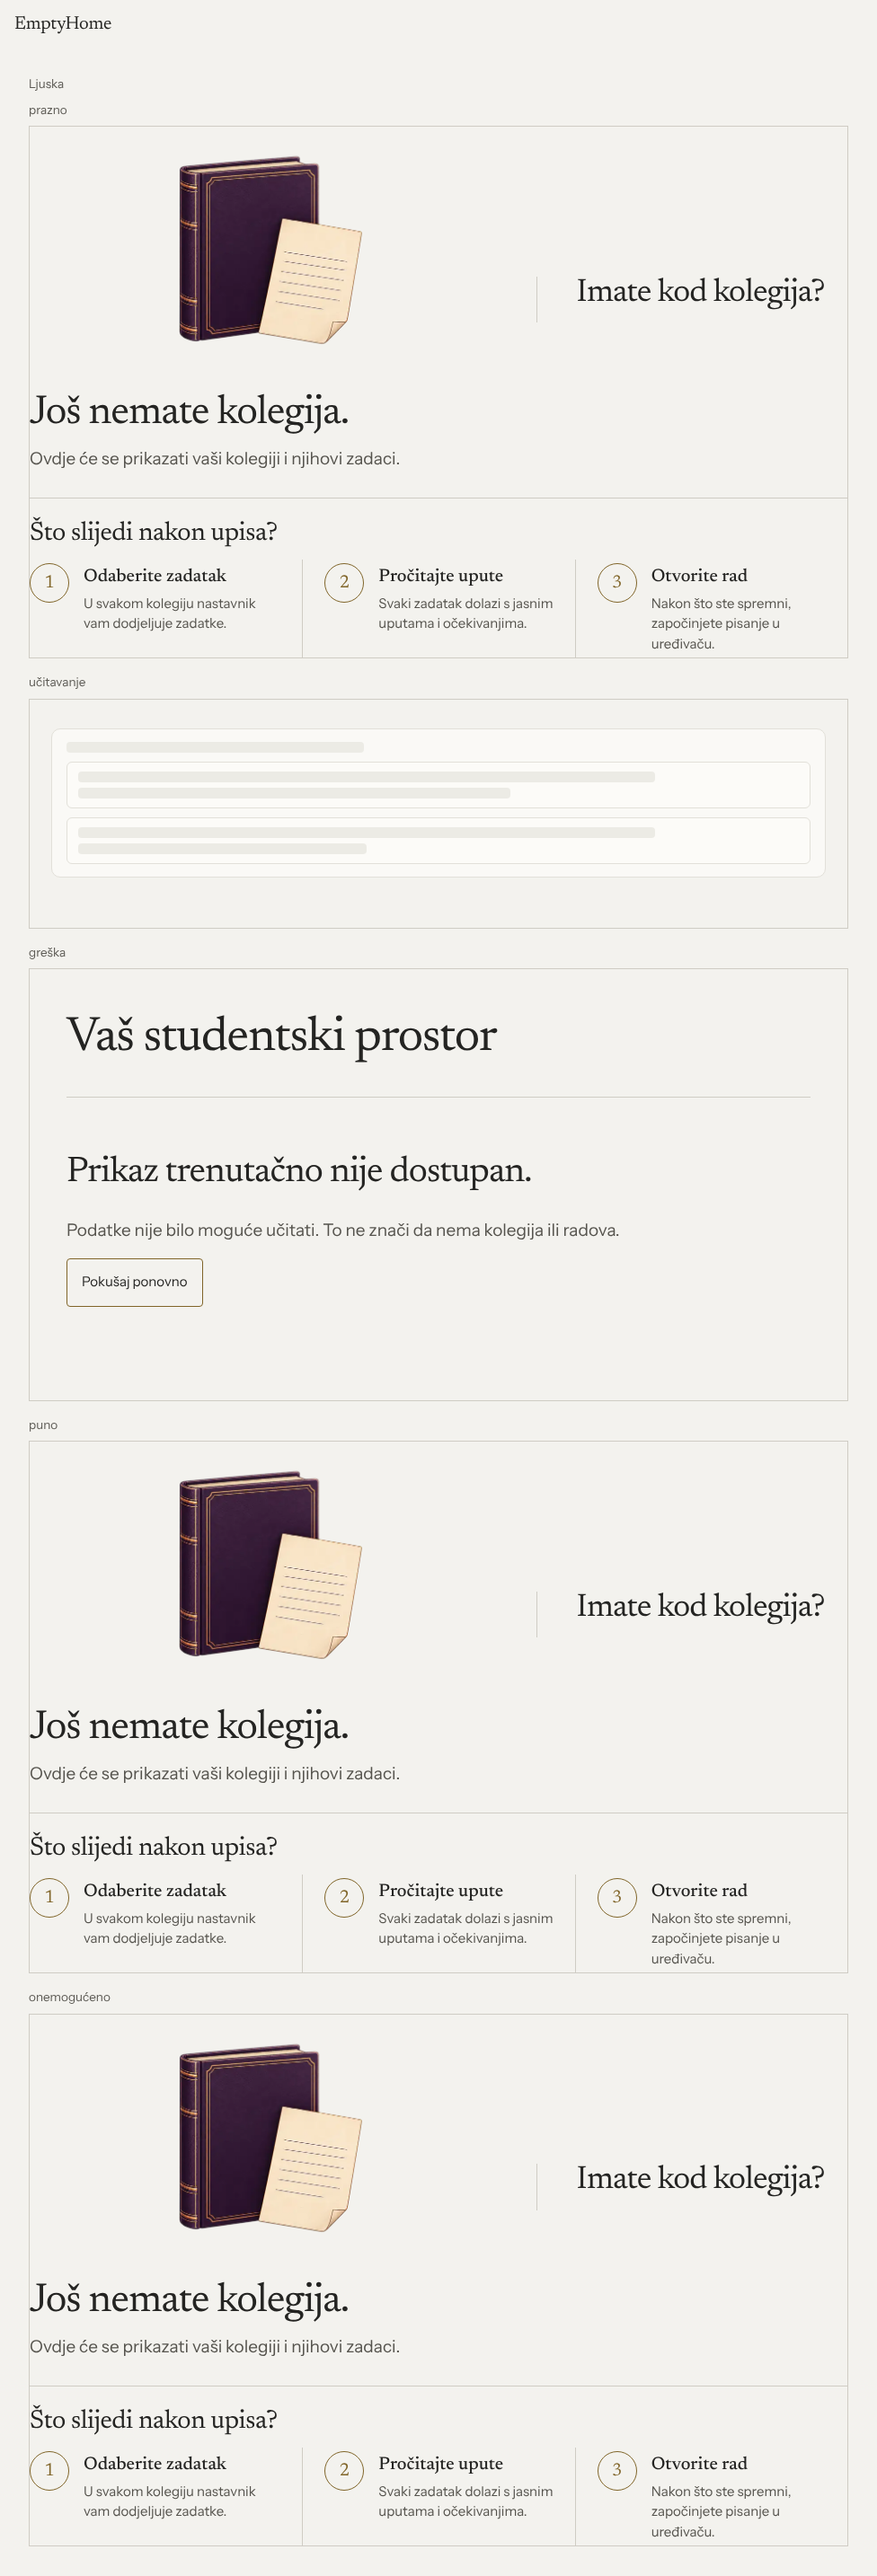 EmptyHome
Ljuska
prazno
Imate kod kolegija?
Još nemate kolegija.
Ovdje će se prikazati vaši kolegiji i njihovi zadaci.
Što slijedi nakon upisa?
1
Odaberite zadatak
U svakom kolegiju nastavnik
vam dodjeljuje zadatke.
2
Pročitajte upute
Svaki zadatak dolazi s jasnim
uputama i očekivanjima.
3
Otvorite rad
Nakon što ste spremni,
započinjete pisanje u
uređivaču.
učitavanje
greška
Vaš studentski prostor
Prikaz trenutačno nije dostupan.
Podatke nije bilo moguće učitati. To ne znači da nema kolegija ili radova.
Pokušaj ponovno
puno
Imate kod kolegija?
Još nemate kolegija.
Ovdje će se prikazati vaši kolegiji i njihovi zadaci.
Što slijedi nakon upisa?
1
Odaberite zadatak
U svakom kolegiju nastavnik
vam dodjeljuje zadatke.
2
Pročitajte upute
Svaki zadatak dolazi s jasnim
uputama i očekivanjima.
3
Otvorite rad
Nakon što ste spremni,
započinjete pisanje u
uređivaču.
onemogućeno
Imate kod kolegija?
Još nemate kolegija.
Ovdje će se prikazati vaši kolegiji i njihovi zadaci.
Što slijedi nakon upisa?
1
Odaberite zadatak
U svakom kolegiju nastavnik
vam dodjeljuje zadatke.
2
Pročitajte upute
Svaki zadatak dolazi s jasnim
uputama i očekivanjima.
3
Otvorite rad
Nakon što ste spremni,
započinjete pisanje u
uređivaču.